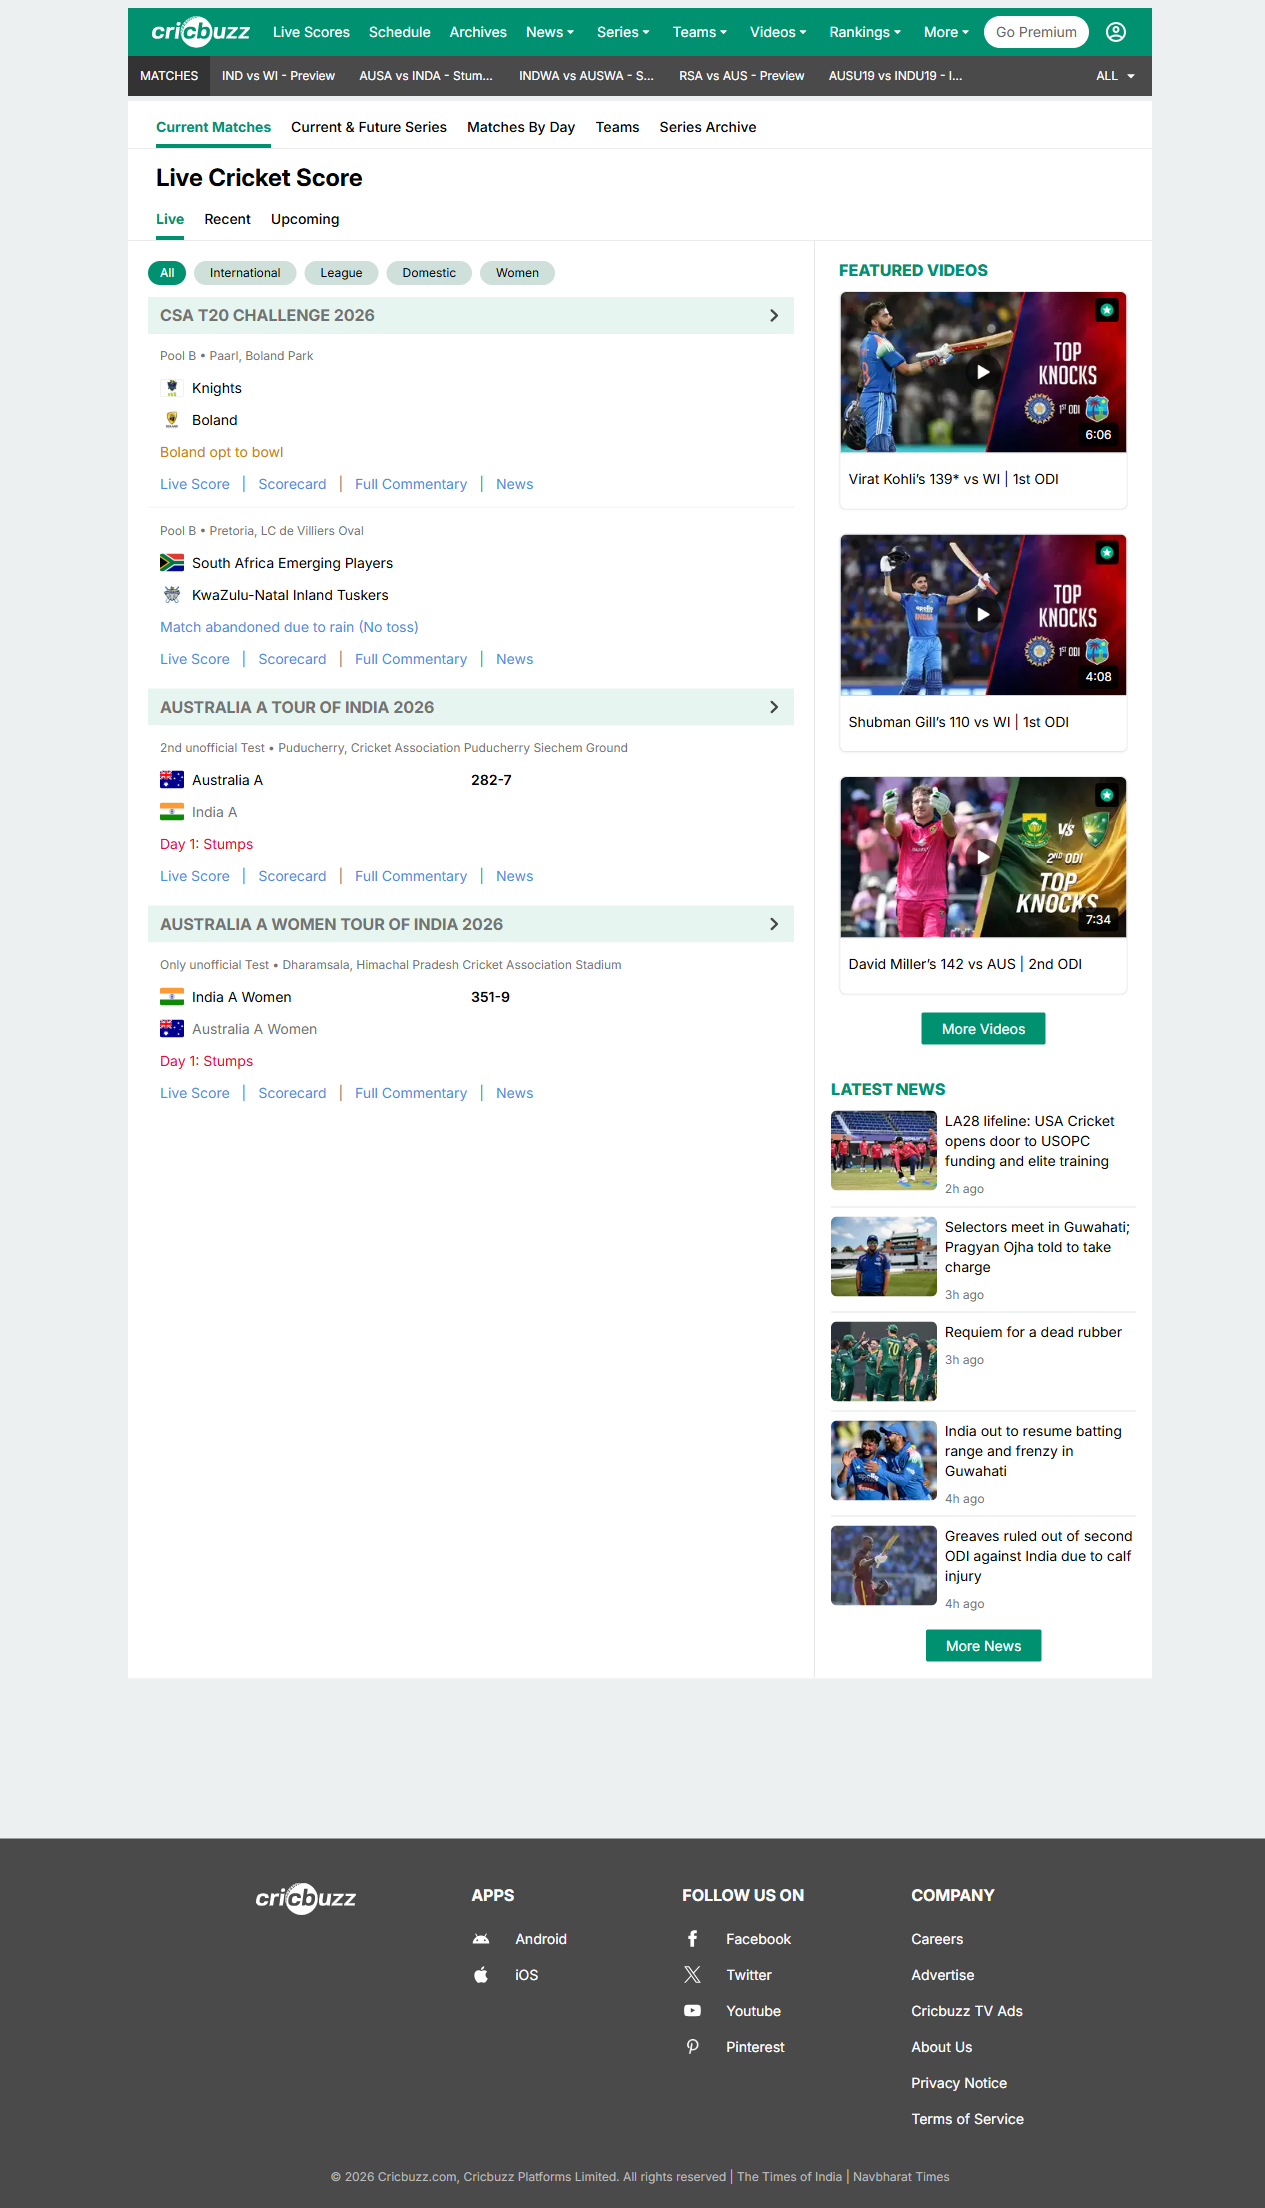 cricbuzz Live Scores Schedule Archives News Series Teams Videos Rankings More Go Premium
MATCHES IND vs WI - Preview AUSA vs INDA - Stum... INDWA vs AUSWA - S... RSA vs AUS - Preview AUSU19 vs INDU19 - I... ALL
Current Matches Current & Future Series Matches By Day Teams Series Archive
Live Cricket Score
Live Recent Upcoming
All International League Domestic Women
CSA T20 CHALLENGE 2026
Pool B • Paarl, Boland Park
Knights
Boland
Boland opt to bowl
Live Score | Scorecard | Full Commentary | News
Pool B • Pretoria, LC de Villiers Oval
South Africa Emerging Players
KwaZulu-Natal Inland Tuskers
Match abandoned due to rain (No toss)
Live Score | Scorecard | Full Commentary | News
AUSTRALIA A TOUR OF INDIA 2026
2nd unofficial Test • Puducherry, Cricket Association Puducherry Siechem Ground
Australia A 282-7
India A
Day 1: Stumps
Live Score | Scorecard | Full Commentary | News
AUSTRALIA A WOMEN TOUR OF INDIA 2026
Only unofficial Test • Dharamsala, Himachal Pradesh Cricket Association Stadium
India A Women 351-9
Australia A Women
Day 1: Stumps
Live Score | Scorecard | Full Commentary | News
FEATURED VIDEOS
TOP
KNOCKS
1ST ODI
6:06
Virat Kohli's 139* vs WI | 1st ODI
TOP
KNOCKS
1ST ODI
4:08
Shubman Gill's 110 vs WI | 1st ODI
VS
2ND ODI
TOP
KNOCKS
7:34
David Miller's 142 vs AUS | 2nd ODI
More Videos
LATEST NEWS
LA28 lifeline: USA Cricket
opens door to USOPC
funding and elite training
2h ago
Selectors meet in Guwahati;
Pragyan Ojha told to take
charge
3h ago
Requiem for a dead rubber
3h ago
70
India out to resume batting
range and frenzy in
Guwahati
4h ago
Greaves ruled out of second
ODI against India due to calf
injury
4h ago
More News
cricbuzz
APPS
Android
iOS
FOLLOW US ON
Facebook
Twitter
Youtube
Pinterest
COMPANY
Careers
Advertise
Cricbuzz TV Ads
About Us
Privacy Notice
Terms of Service
© 2026 Cricbuzz.com, Cricbuzz Platforms Limited. All rights reserved | The Times of India | Navbharat Times